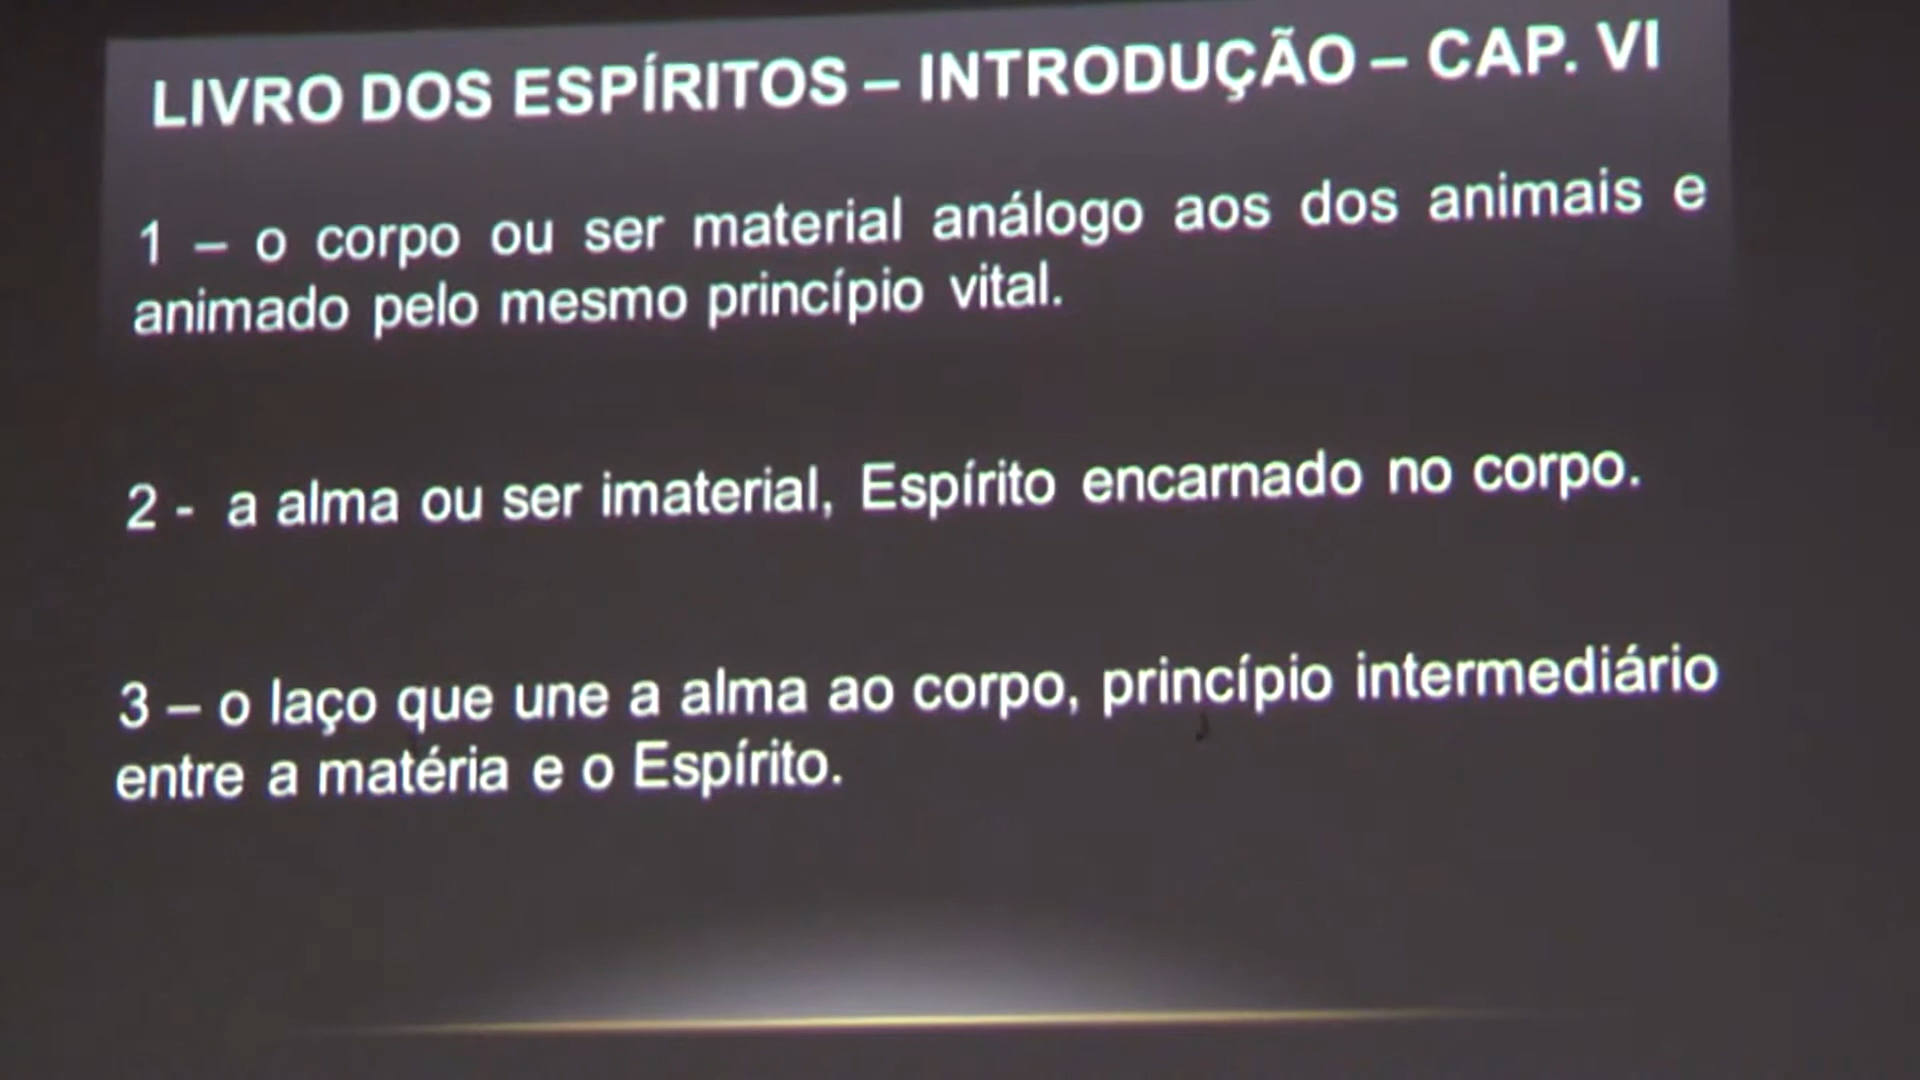 LIVRO DOS ESPÍRITOS – INTRODUÇÃO – CAP. VI
1 – o corpo ou ser material análogo aos dos animais e
animado pelo mesmo princípio vital.
2 - a alma ou ser imaterial, Espírito encarnado no corpo.
3 – o laço que une a alma ao corpo, princípio intermediário
entre a matéria e o Espírito.